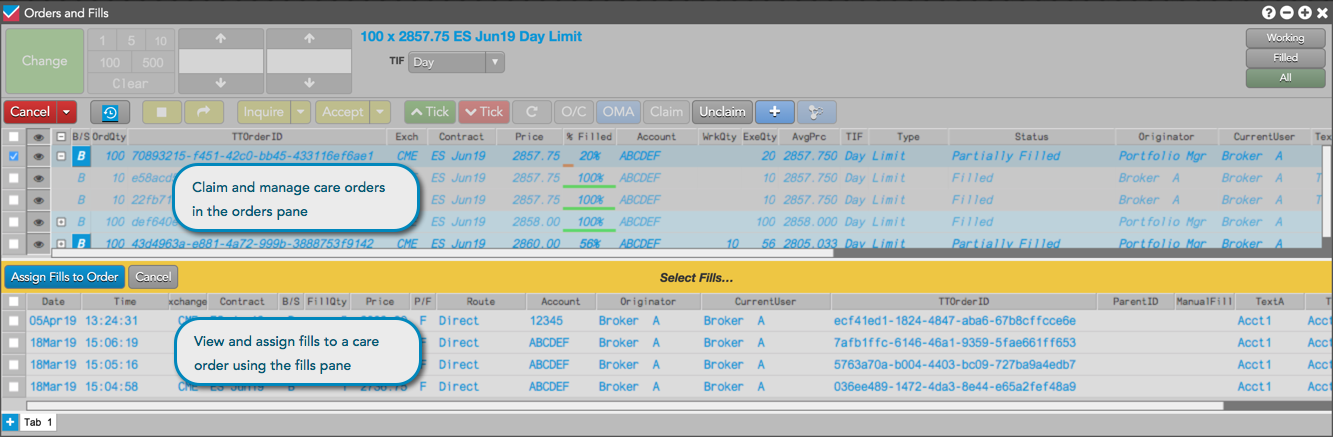 Orders and Fills
Change
1 5 10
100 500
Clear
100 x 2857.75 ES Jun19 Day Limit
TIF Day
Working
Filled
All
Cancel Inquire Accept Tick Tick C O/C OMA Claim Unclaim +
B/S OrdQty TTOrderID Exch Contract Price % Filled Account WrkQty ExeQty AvgPrc TIF Type Status Originator CurrentUser Tex
B 100 70893215-f451-42c0-bb45-433116ef6ae1 CME ES Jun19 2857.75 20% ABCDEF 20 2857.750 Day Limit Partially Filled Portfolio Mgr Broker A
B 10 e58acd ES Jun19 2857.75 100% ABCDEF 10 2857.750 Day Limit Filled Broker A Broker A T
B 10 22fb71 ES Jun19 2857.75 100% ABCDEF 10 2857.750 Day Limit Filled Broker A Broker A T
B 100 def640 ES Jun19 2858.00 100% ABCDEF 100 2858.000 Day Limit Filled Portfolio Mgr Broker A
B 100 43d4963a-e881-4a72-999b-3888753f9142 CME ES Jun19 2860.00 56% ABCDEF 10 56 2805.033 Day Limit Partially Filled Portfolio Mgr Broker A
Claim and manage care orders
in the orders pane
Assign Fills to Order Cancel Select Fills...
Date Time xchange Contract B/S FillQty Price P/F Route Account Originator CurrentUser TTOrderID ParentID ManualFill TextA T
05Apr19 13:24:31 F Direct 12345 Broker A Broker A ecf41ed1-1824-4847-aba6-67b8cffcce6e Acct1
18Mar19 15:06:19 F Direct ABCDEF Broker A Broker A 7afb1ffc-6146-46a1-9359-5fae661ff653 Acct1
18Mar19 15:05:16 F Direct ABCDEF Broker A Broker A 5763a70a-b004-4403-bc09-727ba9a4edb7 Acct1
18Mar19 15:04:58 CME ES Jun19 B 1 F Direct ABCDEF Broker A Broker A 036ee489-1472-4da3-8e44-e65a2fef48a9 Acct1
View and assign fills to a care
order using the fills pane
+ Tab 1